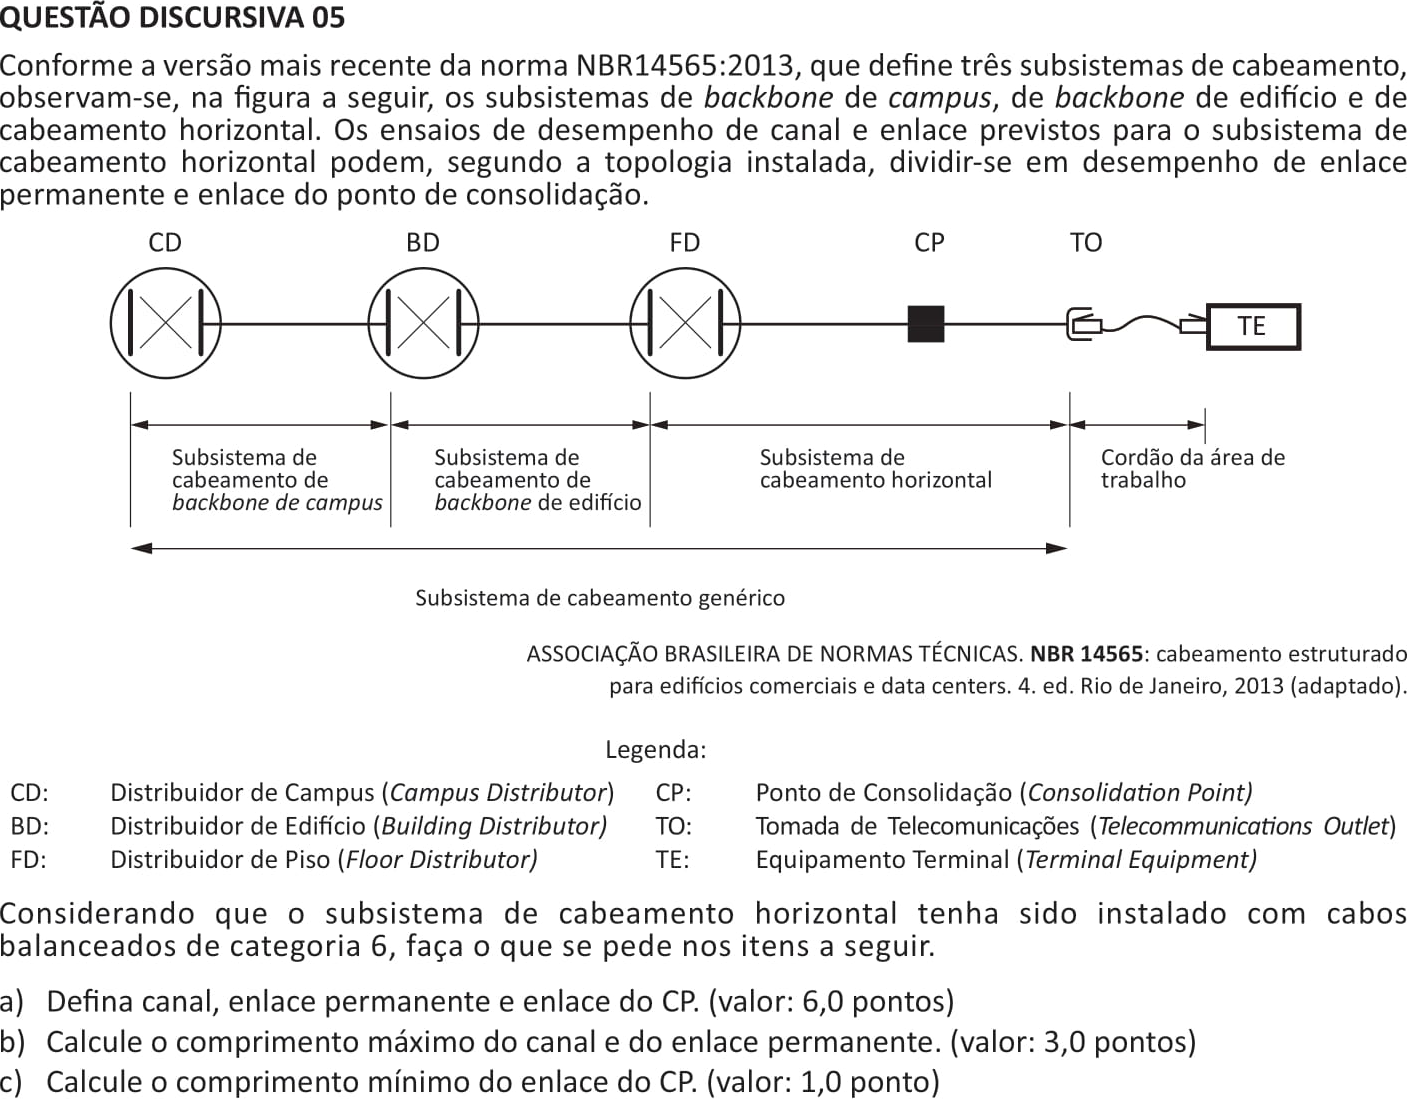 QUESTÃO DISCURSIVA 05
Conforme a versão mais recente da norma NBR14565:2013, que define três subsistemas de cabeamento,
observam-se, na figura a seguir, os subsistemas de backbone de campus, de backbone de edifício e de
cabeamento horizontal. Os ensaios de desempenho de canal e enlace previstos para o subsistema de
cabeamento horizontal podem, segundo a topologia instalada, dividir-se em desempenho de enlace
permanente e enlace do ponto de consolidação.
CD BD FD CP TO
TE
Subsistema de
cabeamento de
backbone de campus
Subsistema de
cabeamento de
backbone de edifício
Subsistema de
cabeamento horizontal
Cordão da área de
trabalho
Subsistema de cabeamento genérico
ASSOCIAÇÃO BRASILEIRA DE NORMAS TÉCNICAS. NBR 14565: cabeamento estruturado
para edifícios comerciais e data centers. 4. ed. Rio de Janeiro, 2013 (adaptado).
Legenda:
CD: Distribuidor de Campus (Campus Distributor) CP: Ponto de Consolidação (Consolidation Point)
BD: Distribuidor de Edifício (Building Distributor) TO: Tomada de Telecomunicações (Telecommunications Outlet)
FD: Distribuidor de Piso (Floor Distributor) TE: Equipamento Terminal (Terminal Equipment)
Considerando que o subsistema de cabeamento horizontal tenha sido instalado com cabos
balanceados de categoria 6, faça o que se pede nos itens a seguir.
a) Defina canal, enlace permanente e enlace do CP. (valor: 6,0 pontos)
b) Calcule o comprimento máximo do canal e do enlace permanente. (valor: 3,0 pontos)
c) Calcule o comprimento mínimo do enlace do CP. (valor: 1,0 ponto)